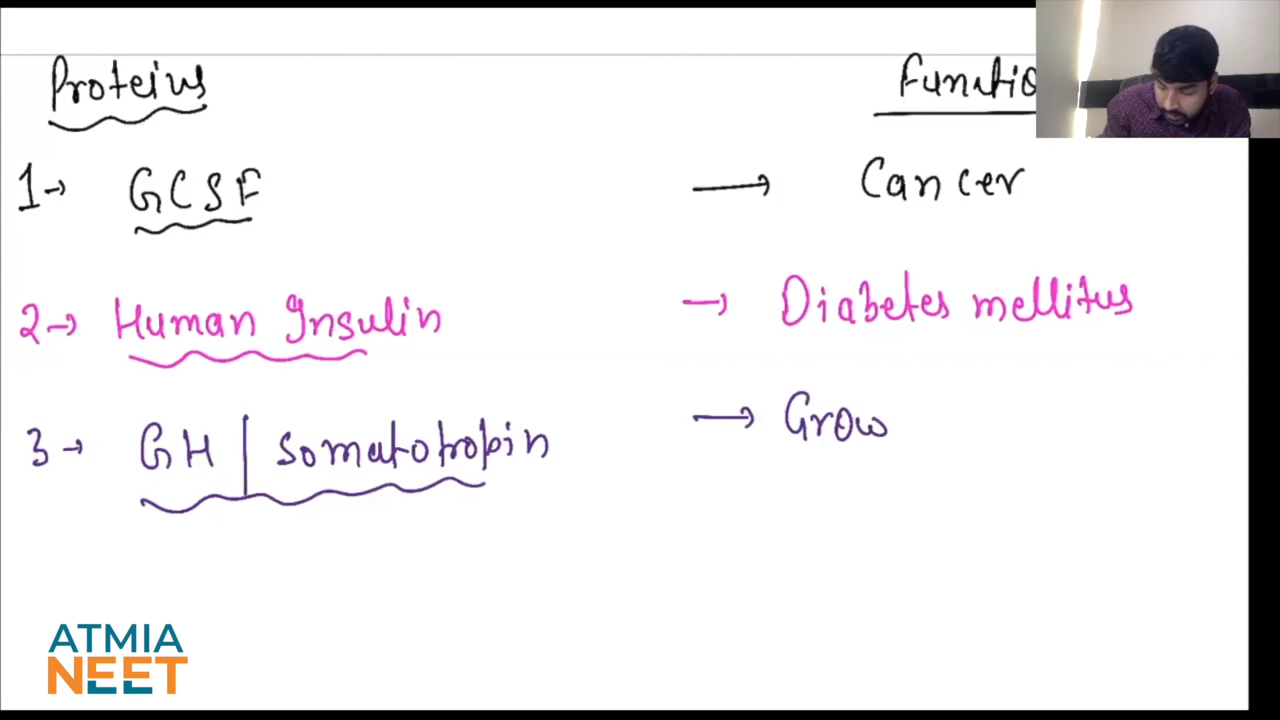 Proteins Functio
1→ GCSF → Cancer
2→ Human Insulin → Diabetes mellitus
3→ GH | somatotropin → Grow
ATMIA
NEET